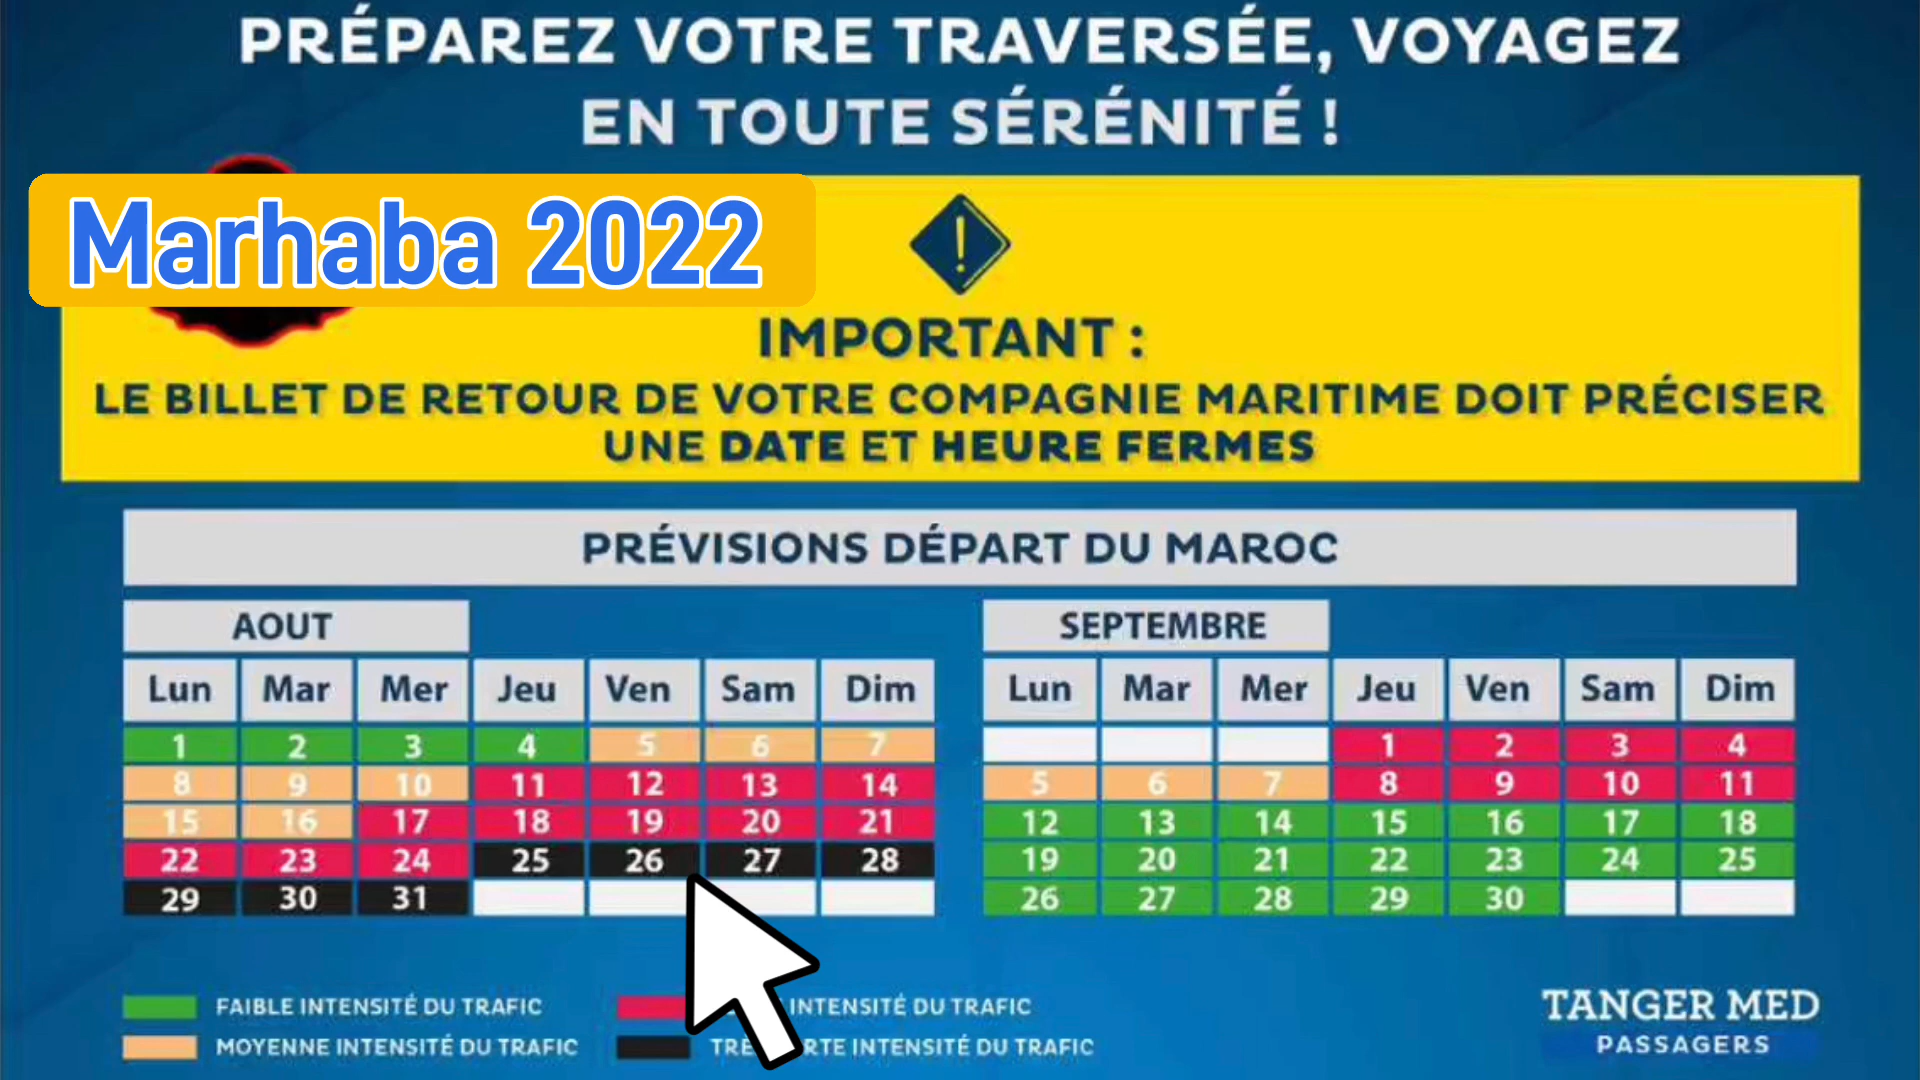 PRÉPAREZ VOTRE TRAVERSÉE, VOYAGEZ
EN TOUTE SÉRÉNITÉ !
Marhaba 2022
IMPORTANT :
LE BILLET DE RETOUR DE VOTRE COMPAGNIE MARITIME DOIT PRÉCISER
UNE DATE ET HEURE FERMES
PRÉVISIONS DÉPART DU MAROC
AOUT
Lun Mar Mer Jeu Ven Sam Dim
1 2 3 4 5 6 7
8 9 10 11 12 13 14
15 16 17 18 19 20 21
22 23 24 25 26 27 28
29 30 31
SEPTEMBRE
Lun Mar Mer Jeu Ven Sam Dim
1 2 3 4
5 6 7 8 9 10 11
12 13 14 15 16 17 18
19 20 21 22 23 24 25
26 27 28 29 30
FAIBLE INTENSITÉ DU TRAFIC
MOYENNE INTENSITÉ DU TRAFIC
INTENSITÉ DU TRAFIC
INTENSITÉ DU TRAFIC
TANGER MED
PASSAGERS